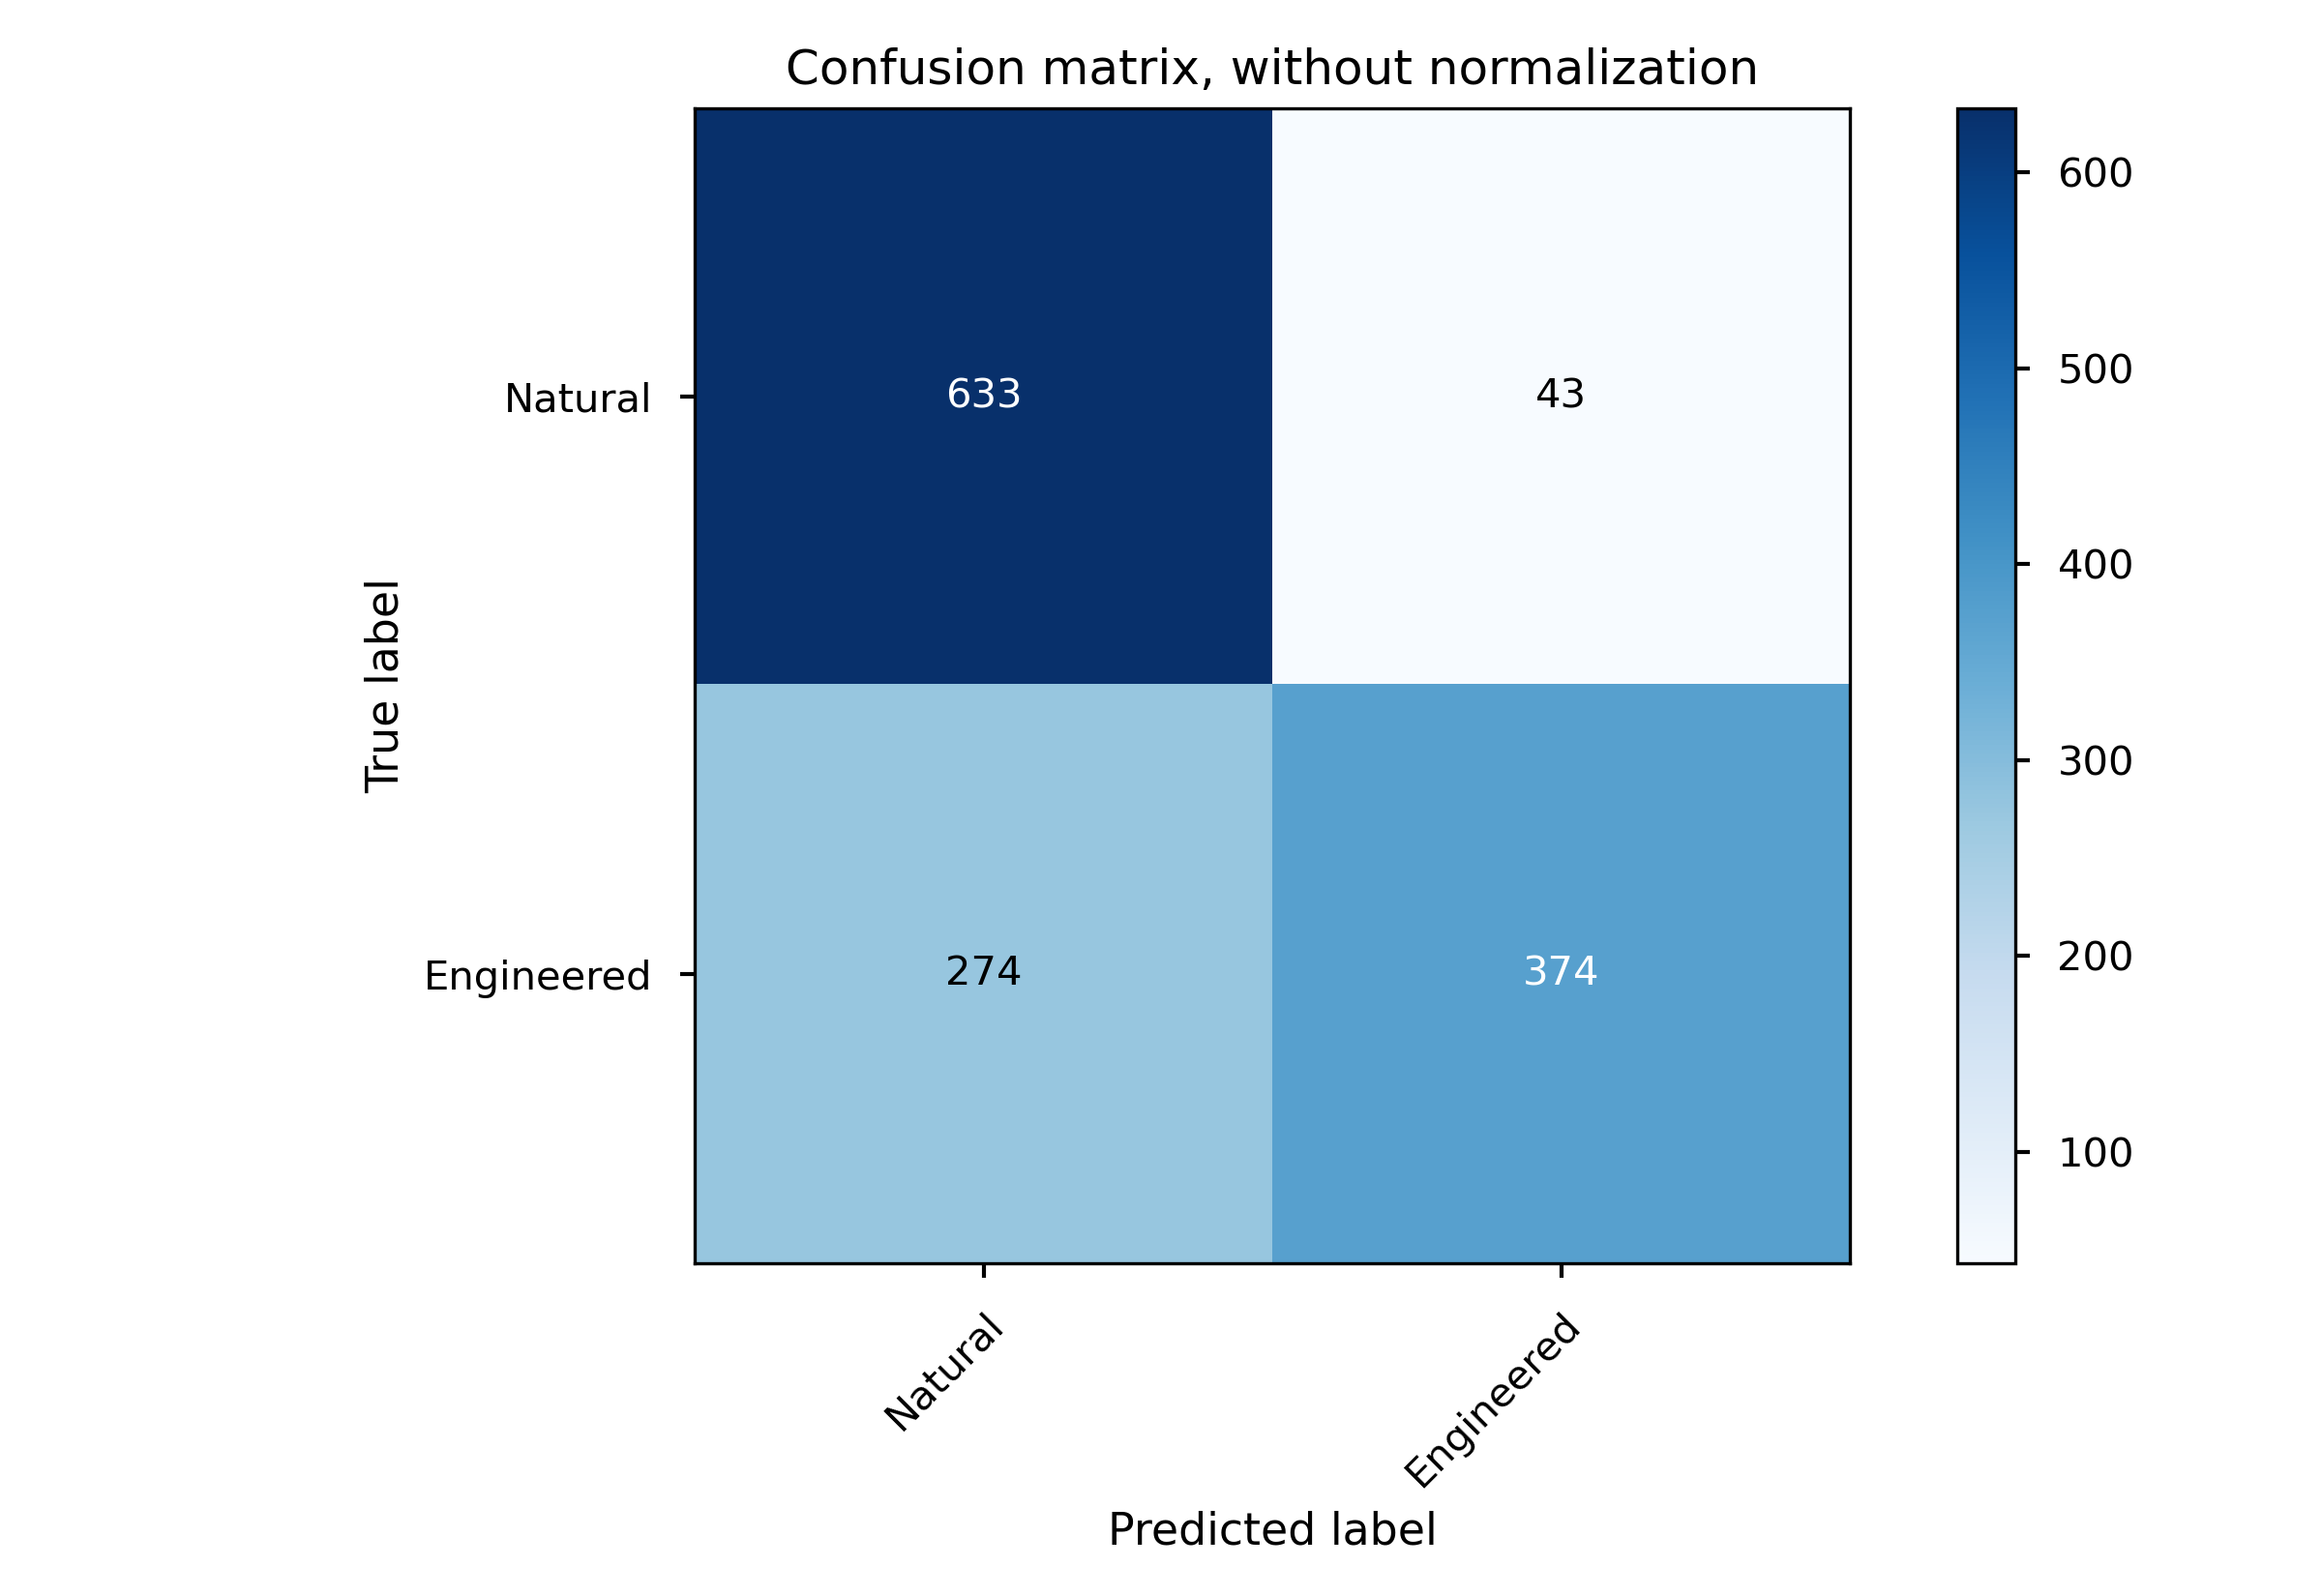 Confusion matrix, without normalization
True label
Natural
Engineered
633
43
274
374
Natural
Engineered
Predicted label
600
500
400
300
200
100